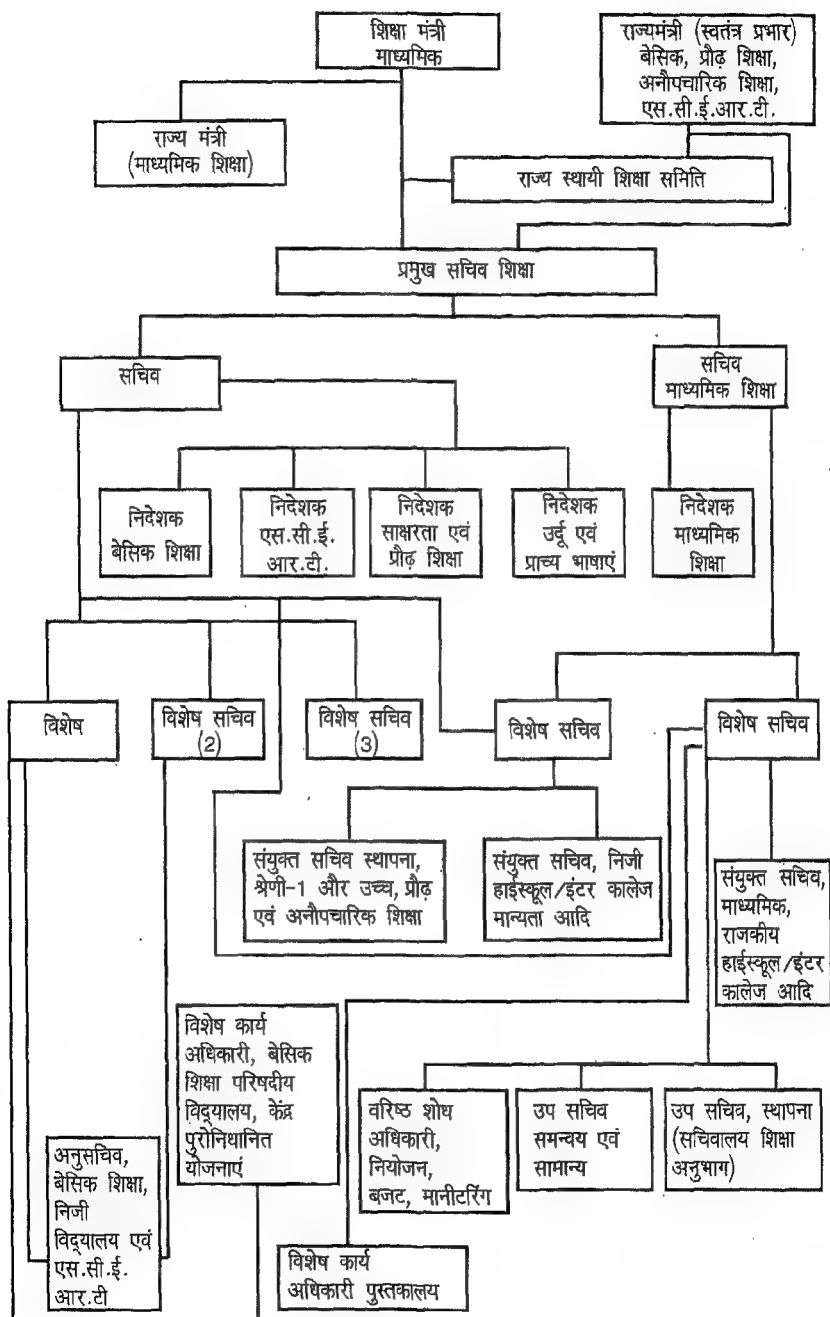 शिक्षा मंत्री
माध्यमिक
राज्यमंत्री (स्वतंत्र प्रभार)
बेसिक, प्रौढ़ शिक्षा,
अनौपचारिक शिक्षा,
एस.सी.ई.आर.टी.
राज्य मंत्री
(माध्यमिक शिक्षा)
राज्य स्थायी शिक्षा समिति
प्रमुख सचिव शिक्षा
सचिव
सचिव
माध्यमिक शिक्षा
निदेशक
बेसिक शिक्षा
निदेशक
एस.सी.ई.
आर.टी.
निदेशक
साक्षरता एवं
प्रौढ़ शिक्षा
निदेशक
उर्दू एवं
प्राच्य भाषाएं
निदेशक
माध्यमिक
शिक्षा
विशेष
विशेष सचिव
(2)
विशेष सचिव
(3)
विशेष सचिव
विशेष सचिव
संयुक्त सचिव स्थापना,
श्रेणी-1 और उच्च, प्रौढ़
एवं अनौपचारिक शिक्षा
संयुक्त सचिव, निजी
हाईस्कूल/इंटर कालेज
मान्यता आदि
संयुक्त सचिव,
माध्यमिक,
राजकीय
हाईस्कूल/इंटर
कालेज आदि
विशेष कार्य
अधिकारी, बेसिक
शिक्षा परिषदीय
विद्यालय, केंद्र
पुरोनिधानित
योजनाएं
अनुसचिव,
बेसिक शिक्षा,
निजी
विद्यालय एवं
एस.सी.ई.
आर.टी
वरिष्ठ शोध
अधिकारी,
नियोजन,
बजट, मानीटरिंग
उप सचिव
समन्वय एवं
सामान्य
उप सचिव, स्थापना
(सचिवालय शिक्षा
अनुभाग)
विशेष कार्य
अधिकारी पुस्तकालय